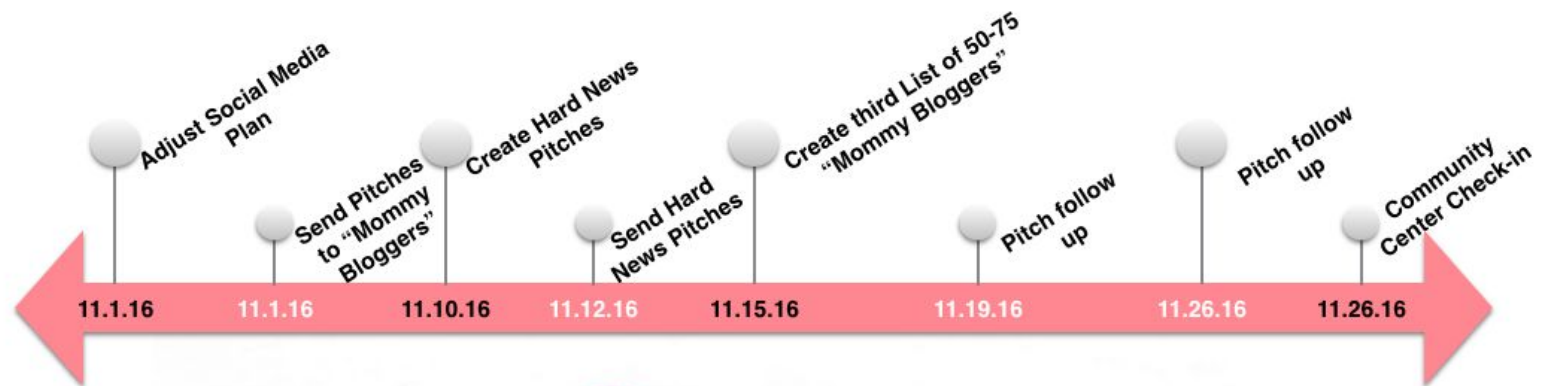 Adjust Social Media
Plan
Send Pitches
to “Mommy
Bloggers”
Create Hard News
Pitches
Send Hard
News Pitches
Create third List of 50-75
“Mommy Bloggers”
Pitch follow
up
Pitch follow
up
Community
Center Check-in
11.1.16
11.1.16
11.10.16
11.12.16
11.15.16
11.19.16
11.26.16
11.26.16